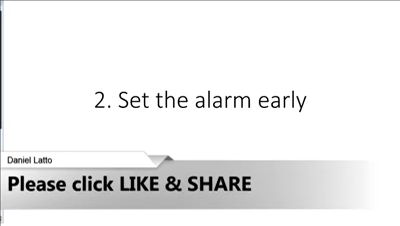 2. Set the alarm early
Daniel Latto
Please click LIKE & SHARE